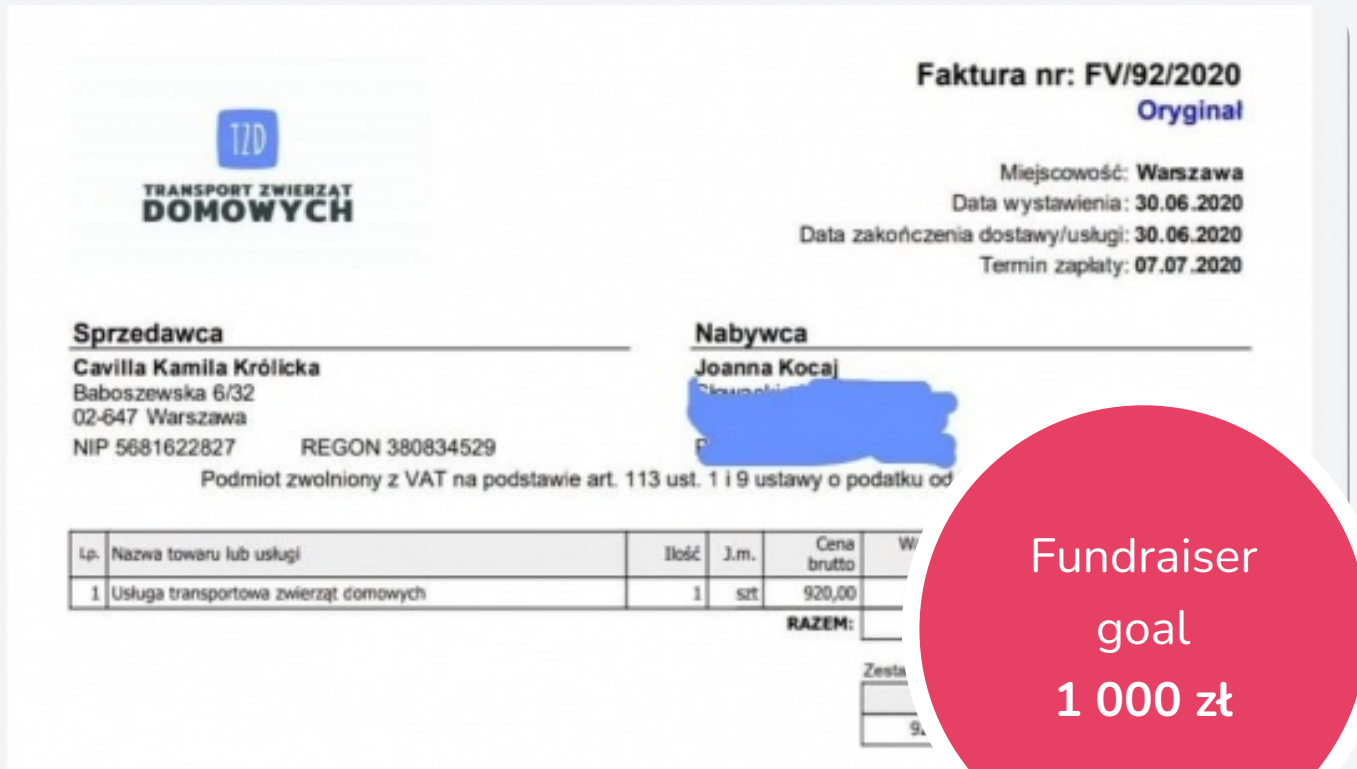 Faktura nr: FV/92/2020
Oryginał
TZD
TRANSPORT ZWIERZĄT
DOMOWYCH
Miejscowość: Warszawa
Data wystawienia: 30.06.2020
Data zakończenia dostawy/usługi: 30.06.2020
Termin zapłaty: 07.07.2020
Sprzedawca
Cavilla Kamila Królicka
Baboszewska 6/32
02-647 Warszawa
NIP 5681622827 REGON 380834529
Nabywca
Joanna Kocaj
Podmiot zwolniony z VAT na podstawie art. 113 ust. 1 i 9 ustawy o podatku od
Lp. Nazwa towaru lub usługi Ilość J.m. Cena brutto
1 Usługa transportowa zwierząt domowych 1 szt 920,00
RAZEM:
Fundraiser
goal
1 000 zł